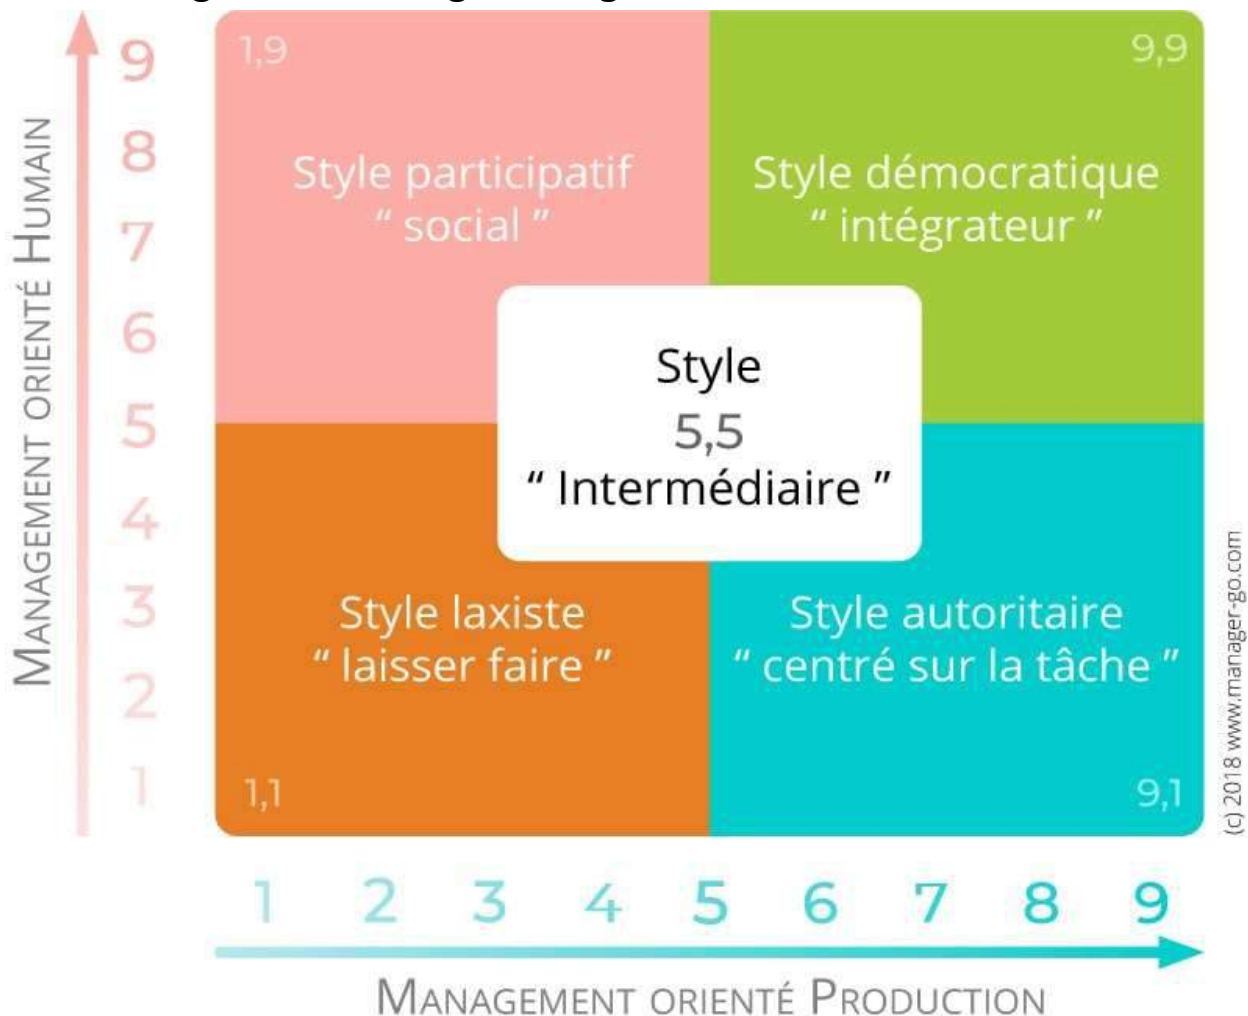 1,9
9,9
Style participatif
“ social ”
Style démocratique
“ intégrateur ”
Style
5,5
“ Intermédiaire ”
Style laxiste
“ laisser faire ”
Style autoritaire
“ centré sur la tâche ”
1,1
9,1
MANAGEMENT ORIENTÉ HUMAIN
9
8
7
6
5
4
3
2
1
1 2 3 4 5 6 7 8 9
MANAGEMENT ORIENTÉ PRODUCTION
(c) 2018 www.manager-go.com